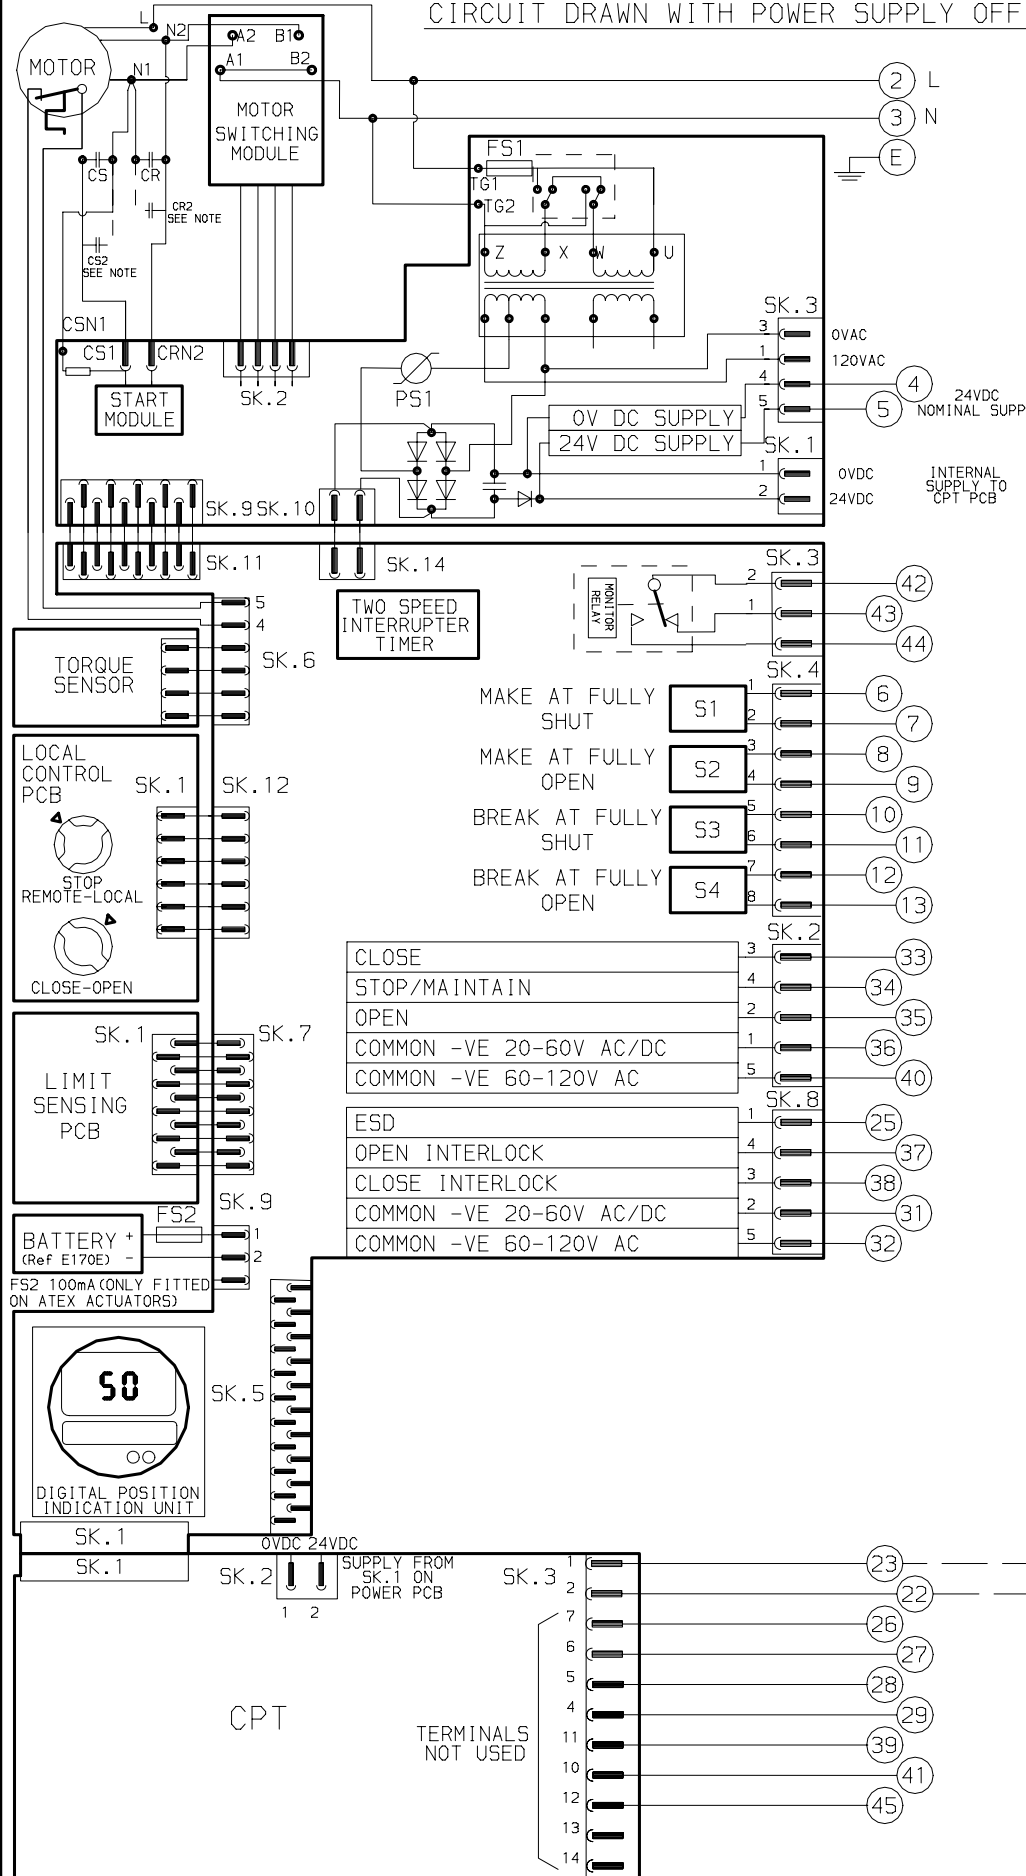 CIRCUIT DRAWN WITH POWER SUPPLY OFF
L
N2
MOTOR
N1
A2 B1
A1 B2
MOTOR
SWITCHING
MODULE
2 L
3 N
E
CS
CR
CR2
SEE NOTE
CS2
SEE NOTE
FS1
TG1
TG2
Z X W U
CSN1
CS1
CRN2
START
MODULE
SK.2
PS1
SK.3
3 0VAC
1 120VAC
4 4
5 5
24VDC
NOMINAL SUPP
0V DC SUPPLY
24V DC SUPPLY
SK.1
1 0VDC
2 24VDC
INTERNAL
SUPPLY TO
CPT PCB
SK.9 SK.10
SK.11
SK.14
TWO SPEED
INTERRUPTER
TIMER
MONITOR
RELAY
SK.3
2 42
1 43
44
5
4
SK.6
TORQUE
SENSOR
SK.4
MAKE AT FULLY
SHUT
S1
1 6
2 7
MAKE AT FULLY
OPEN
S2
3 8
4 9
BREAK AT FULLY
SHUT
S3
5 10
6 11
BREAK AT FULLY
OPEN
S4
7 12
8 13
LOCAL
CONTROL
PCB
SK.1 SK.12
STOP
REMOTE-LOCAL
CLOSE-OPEN
SK.2
CLOSE 3 33
STOP/MAINTAIN 4 34
OPEN 2 35
COMMON -VE 20-60V AC/DC 1 36
COMMON -VE 60-120V AC 5 40
SK.8
ESD 1 25
OPEN INTERLOCK 4 37
CLOSE INTERLOCK 3 38
COMMON -VE 20-60V AC/DC 2 31
COMMON -VE 60-120V AC 5 32
SK.1 SK.7
LIMIT
SENSING
PCB
SK.9
BATTERY + FS2 1
(Ref E170E) - 2
FS2 100mA(ONLY FITTED
ON ATEX ACTUATORS)
50
SK.5
DIGITAL POSITION
INDICATION UNIT
SK.1
SK.1
0VDC 24VDC
SK.2
1 2
SUPPLY FROM
SK.1 ON
POWER PCB
SK.3
1 23
2 22
7 26
6 27
5 28
4 29
11 39
10 41
12 45
13
14
CPT
TERMINALS
NOT USED